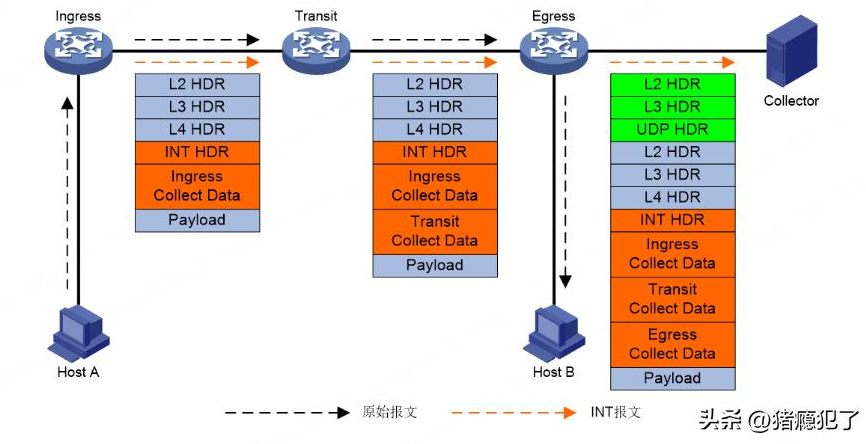 Ingress
Transit
Egress
Collector
L2 HDR
L3 HDR
L4 HDR
INT HDR
Ingress
Collect Data
Payload
L2 HDR
L3 HDR
L4 HDR
INT HDR
Ingress
Collect Data
Transit
Collect Data
Payload
L2 HDR
L3 HDR
UDP HDR
L2 HDR
L3 HDR
L4 HDR
INT HDR
Ingress
Collect Data
Transit
Collect Data
Egress
Collect Data
Payload
Host A
Host B
原始报文
INT报文
头条 @猪瘾犯了